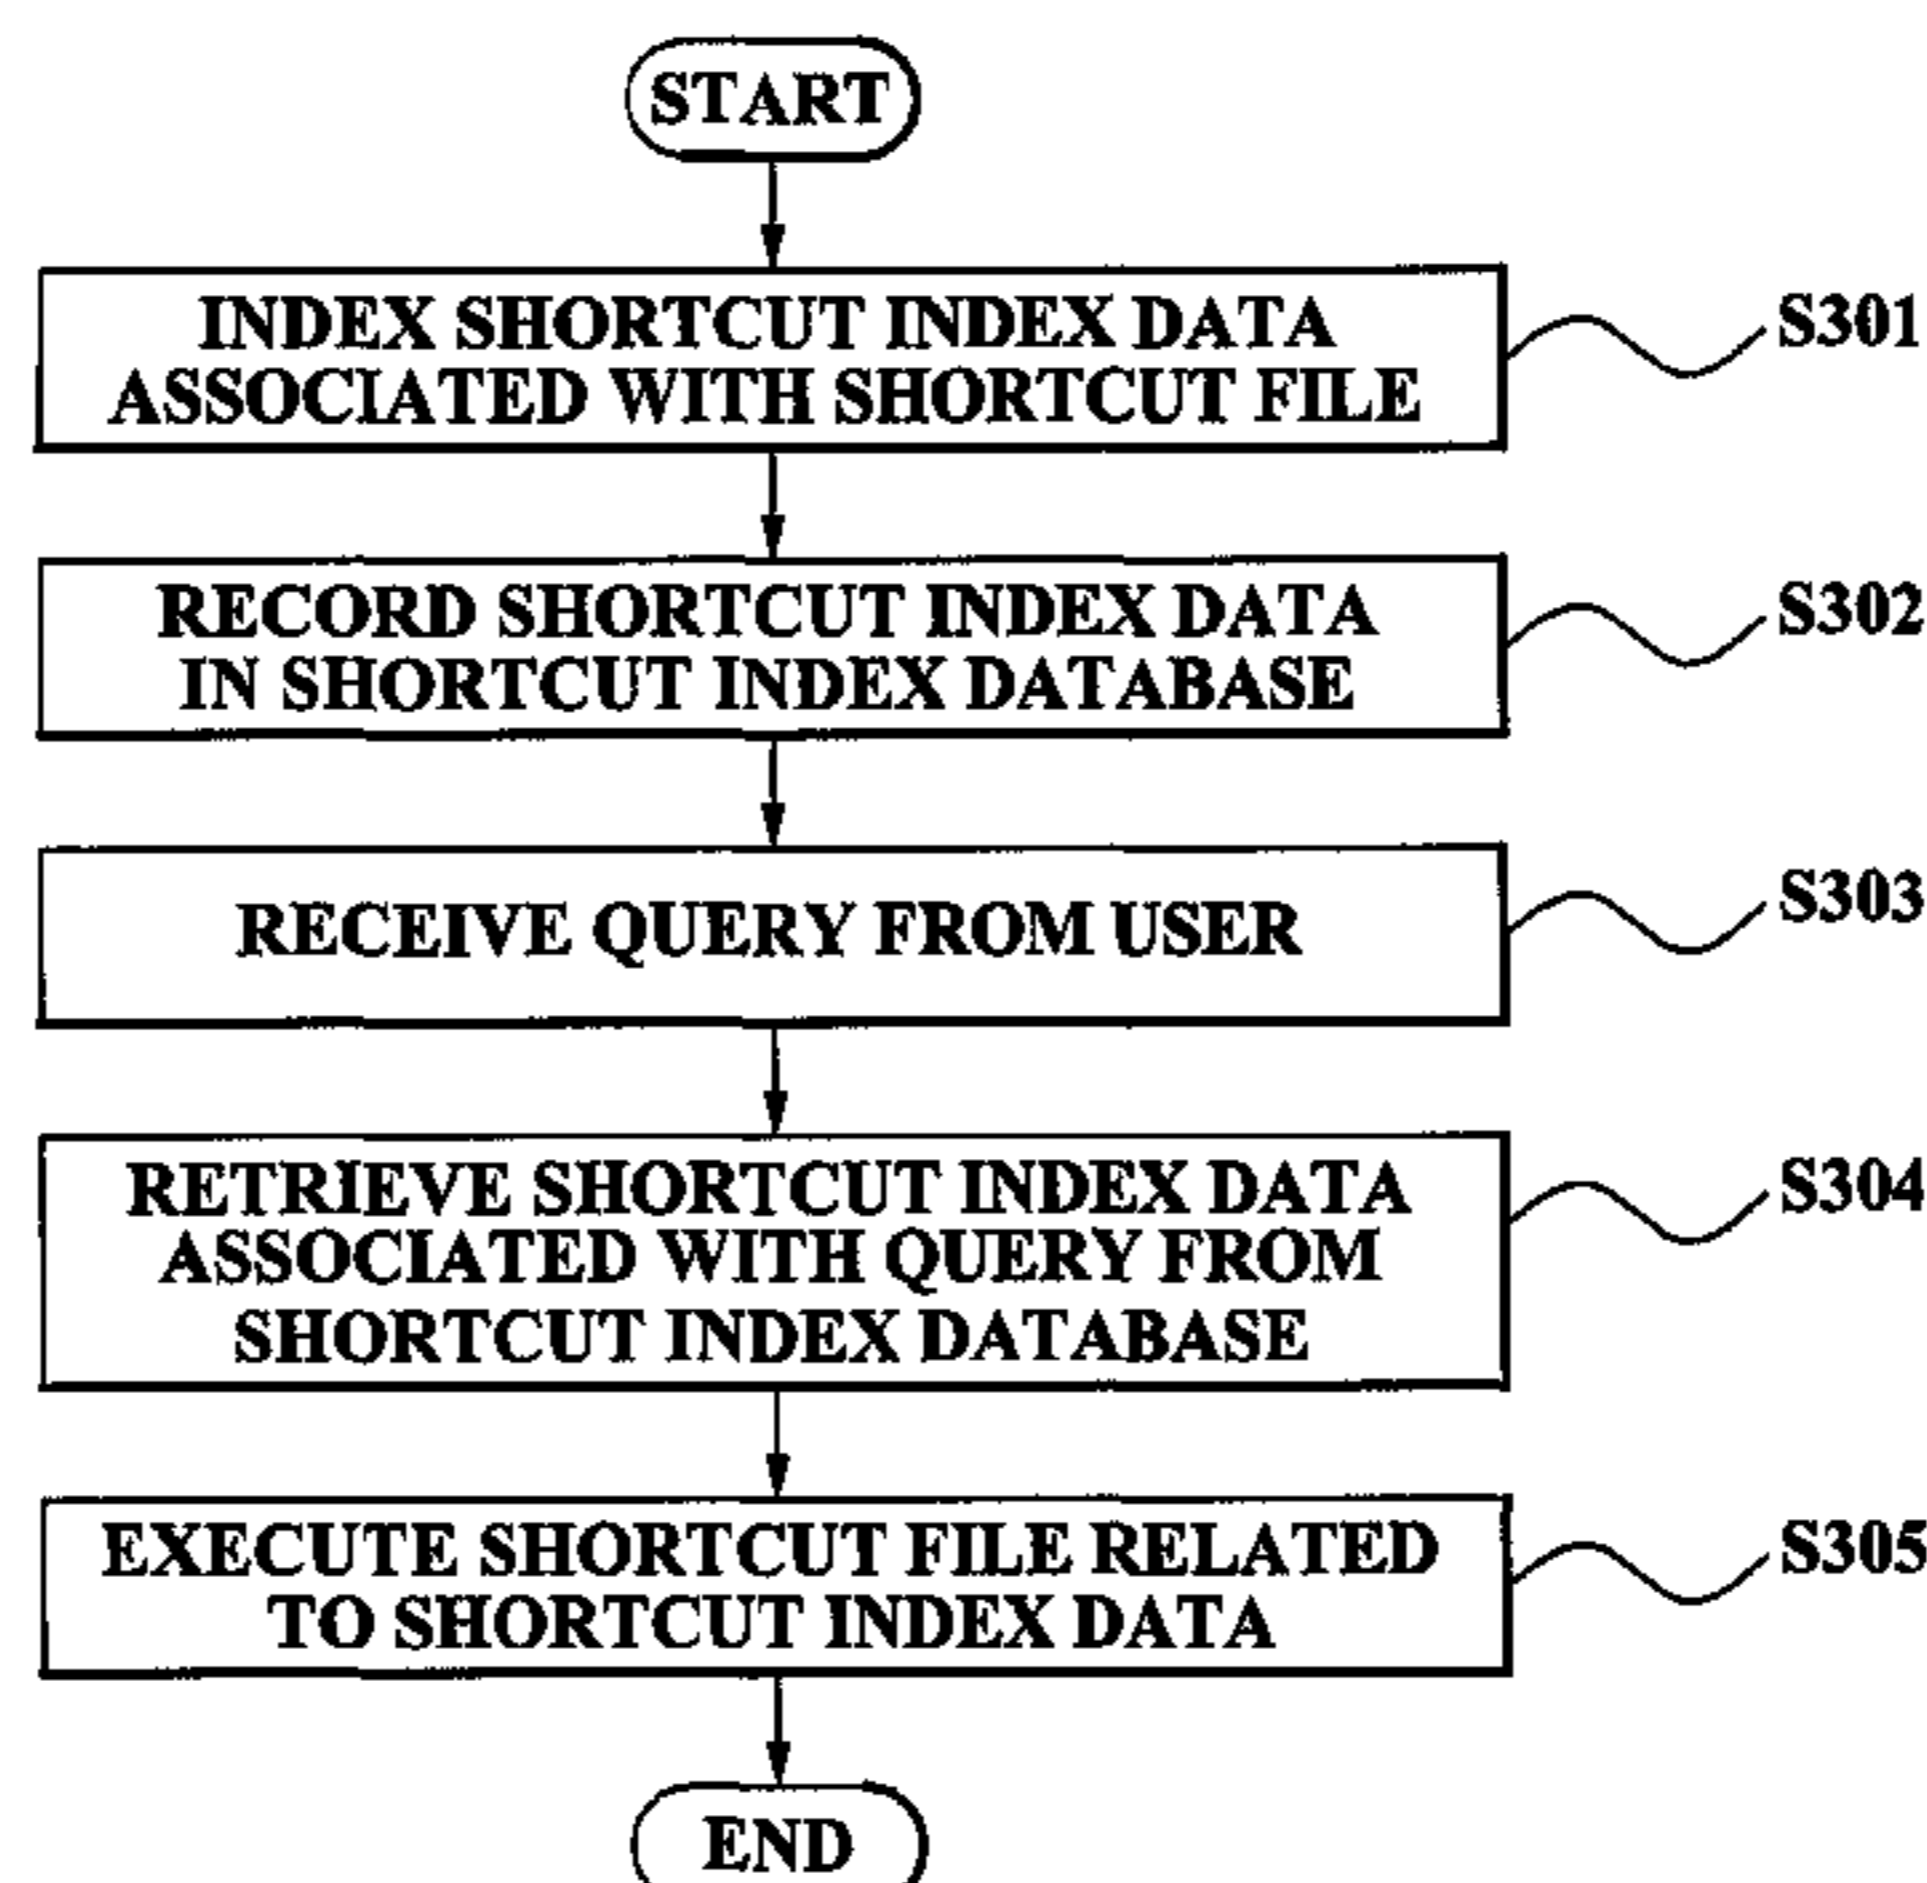 START
INDEX SHORTCUT INDEX DATA
ASSOCIATED WITH SHORTCUT FILE
S301
RECORD SHORTCUT INDEX DATA
IN SHORTCUT INDEX DATABASE
S302
RECEIVE QUERY FROM USER
S303
RETRIEVE SHORTCUT INDEX DATA
ASSOCIATED WITH QUERY FROM
SHORTCUT INDEX DATABASE
S304
EXECUTE SHORTCUT FILE RELATED
TO SHORTCUT INDEX DATA
S305
END